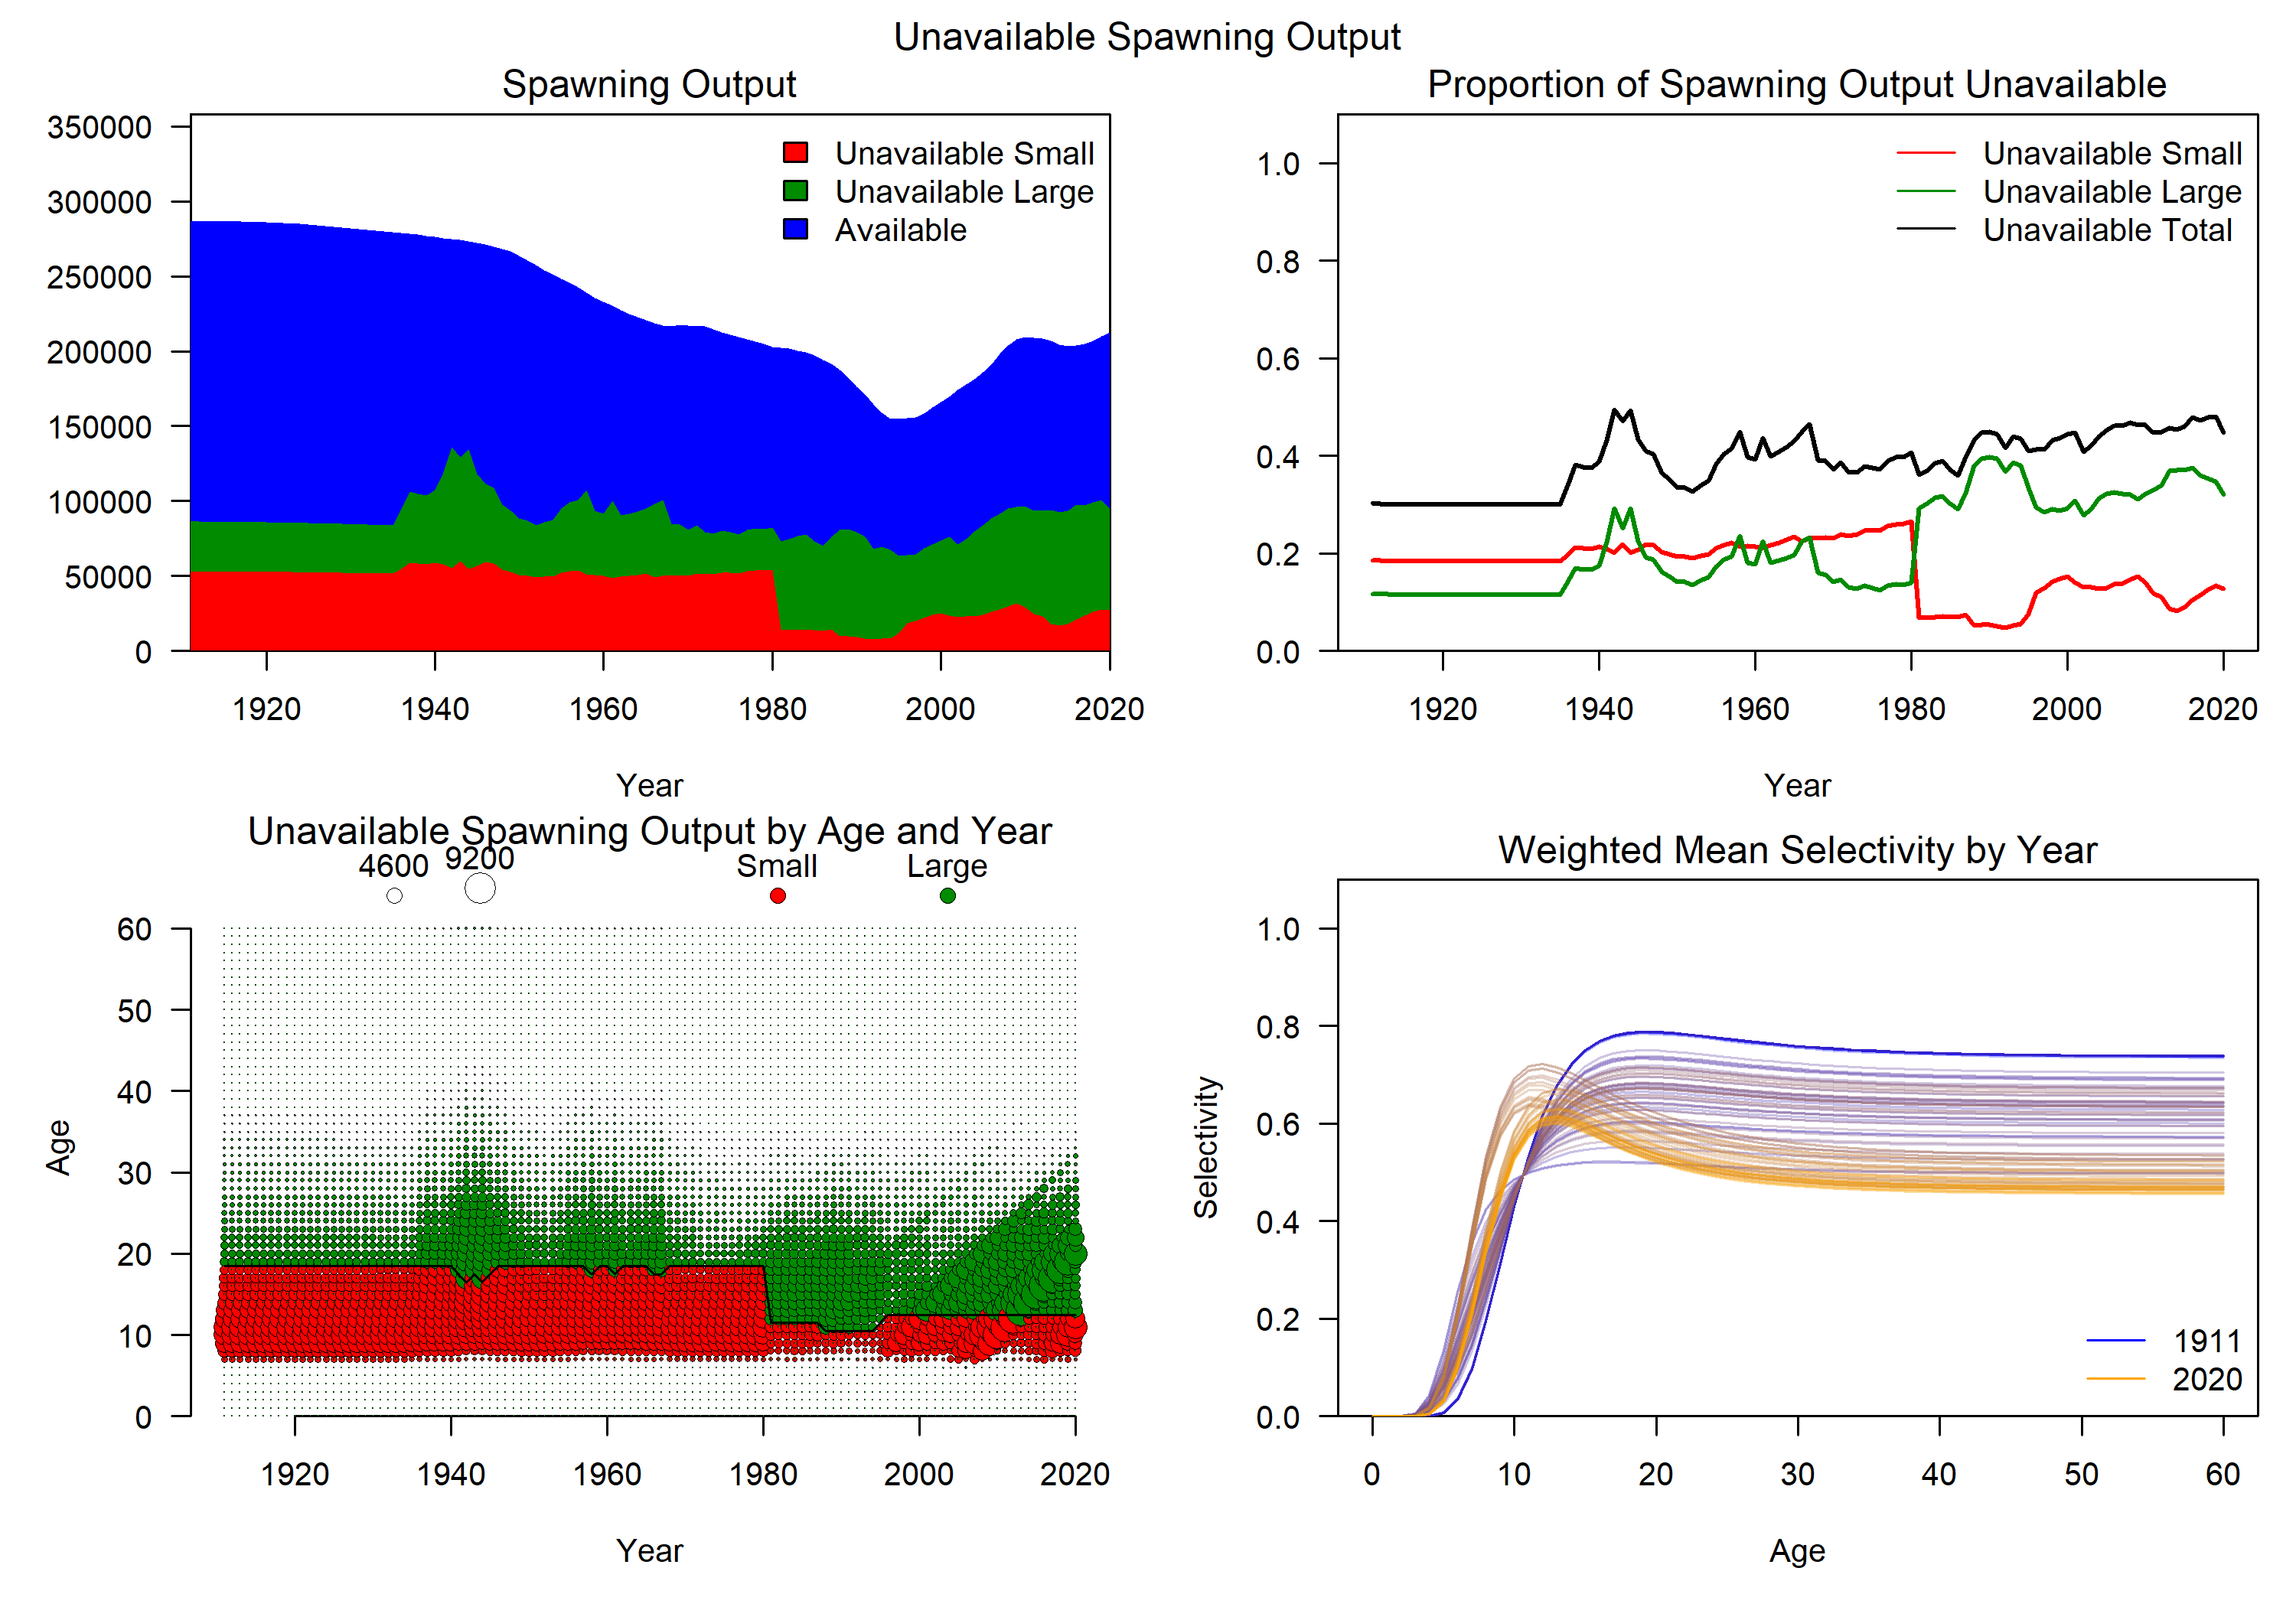 Unavailable Spawning Output
Spawning Output
350000
300000
250000
200000
150000
100000
50000
0
Unavailable Small
Unavailable Large
Available
1920 1940 1960 1980 2000 2020
Year
Proportion of Spawning Output Unavailable
1.0
0.8
0.6
0.4
0.2
0.0
Unavailable Small
Unavailable Large
Unavailable Total
1920 1940 1960 1980 2000 2020
Year
Unavailable Spawning Output by Age and Year
4600 9200 Small Large
60
50
40
30
20
10
0
Age
1920 1940 1960 1980 2000 2020
Year
Weighted Mean Selectivity by Year
1.0
0.8
0.6
0.4
0.2
0.0
Selectivity
1911
2020
0 10 20 30 40 50 60
Age